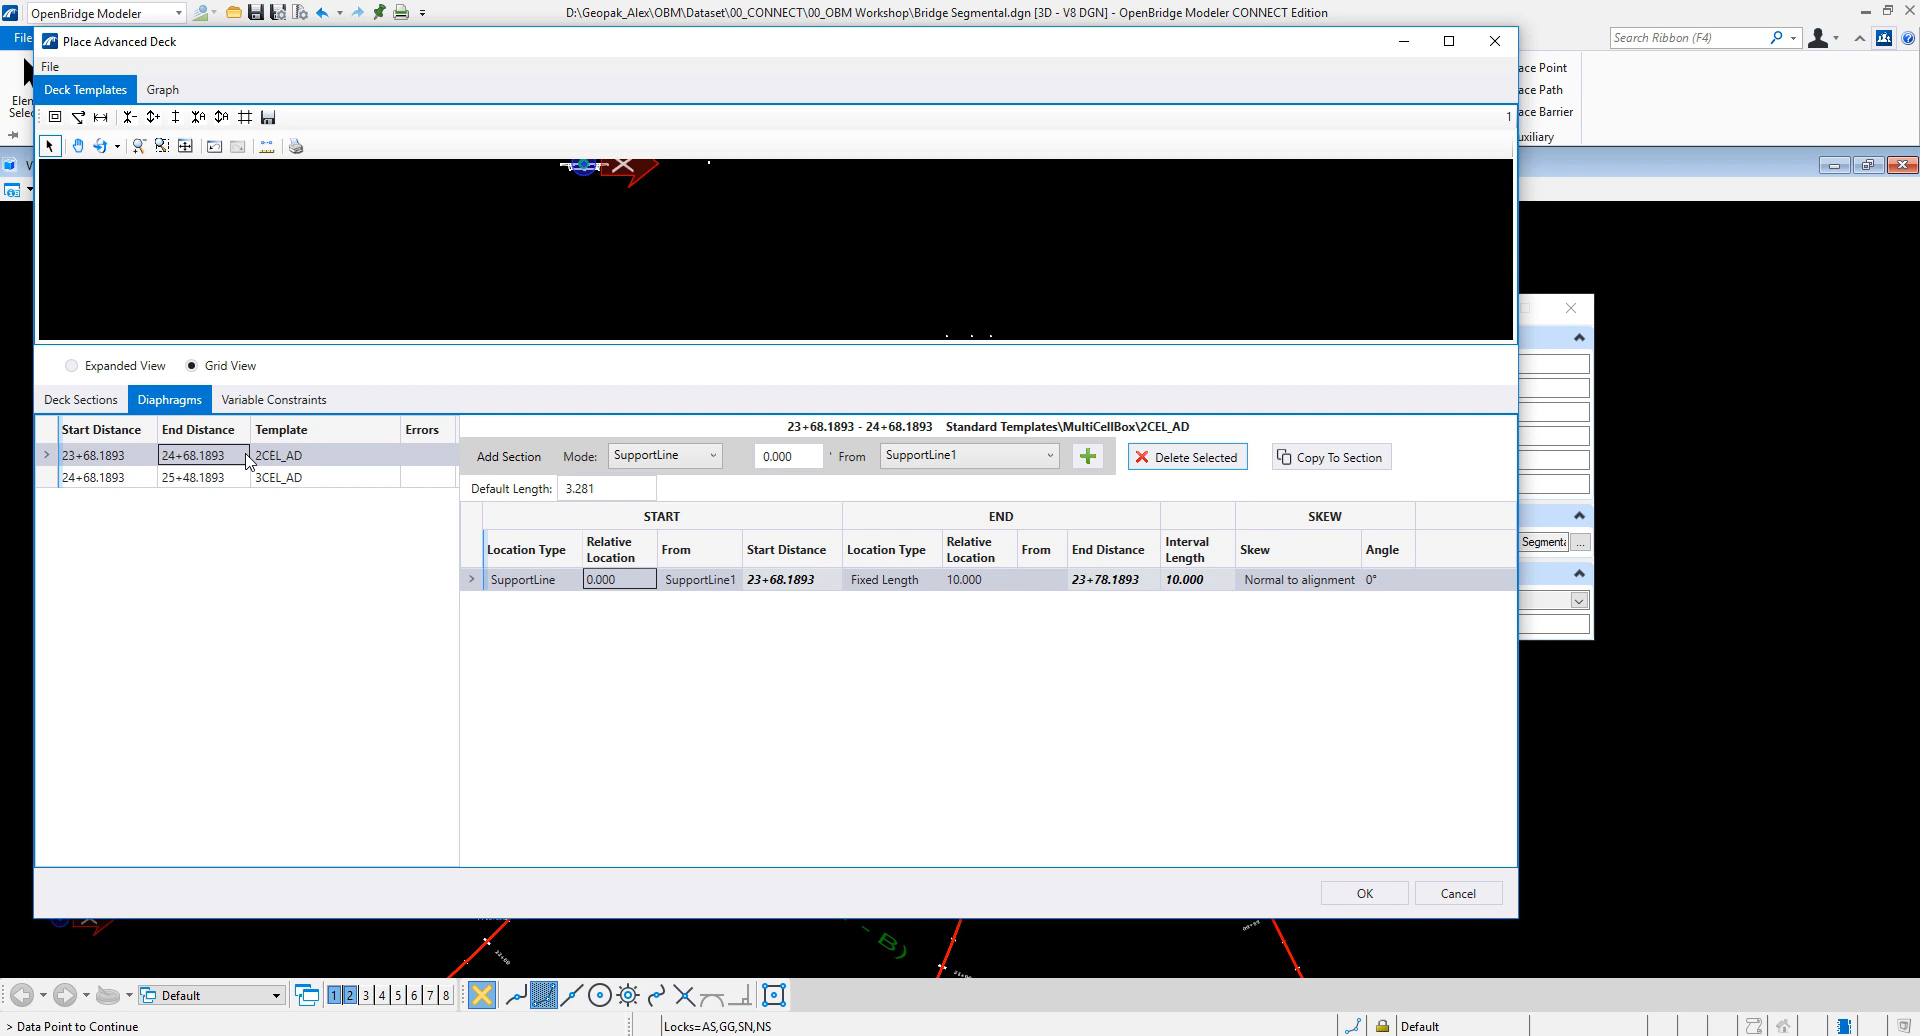 OpenBridge Modeler
D:\Geopak_Alex\OBM\Dataset\00_CONNECT\00_OBM Workshop\Bridge Segmental.dgn [3D - V8 DGN] - OpenBridge Modeler CONNECT Edition
File
Place Advanced Deck
Search Ribbon (F4)
File
ace Point
Deck Templates
Graph
ace Path
Elen
Selec
ace Barrier
1
uxiliary
V
Expanded View
Grid View
Deck Sections
Diaphragms
Variable Constraints
Start Distance End Distance Template Errors
23+68.1893 24+68.1893 2CEL_AD
24+68.1893 25+48.1893 3CEL_AD
23+68.1893 - 24+68.1893 Standard Templates\MultiCellBox\2CEL_AD
Add Section Mode: SupportLine 0.000 ' From SupportLine1 Delete Selected Copy To Section
Default Length: 3.281
START END SKEW
Location Type Relative Location From Start Distance Location Type Relative Location From End Distance Interval Length Skew Angle
SupportLine 0.000 SupportLine1 23+68.1893 Fixed Length 10.000 23+78.1893 10.000 Normal to alignment 0°
Segmenta ...
OK
Cancel
- B)
Default
1 2 3 4 5 6 7 8
> Data Point to Continue
Locks=AS,GG,SN,NS
Default